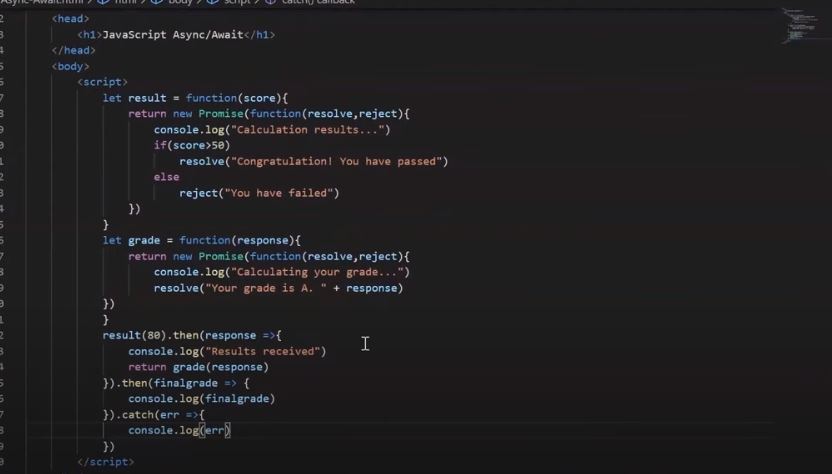 Async-Await.html > html > body > script > catch() callback
2 <head>
3 <h1>JavaScript Async/Await</h1>
4 </head>
5 <body>
6 <script>
7 let result = function(score){
8 return new Promise(function(resolve,reject){
9 console.log("Calculation results...")
0 if(score>50)
1 resolve("Congratulation! You have passed")
2 else
3 reject("You have failed")
4 })
5 }
6 let grade = function(response){
7 return new Promise(function(resolve,reject){
8 console.log("Calculating your grade...")
9 resolve("Your grade is A. " + response)
0 })
1 }
2 result(80).then(response =>{
3 console.log("Results received")
4 return grade(response)
5 }).then(finalgrade => {
6 console.log(finalgrade)
7 }).catch(err =>{
8 console.log(err)
9 })
0 </script>